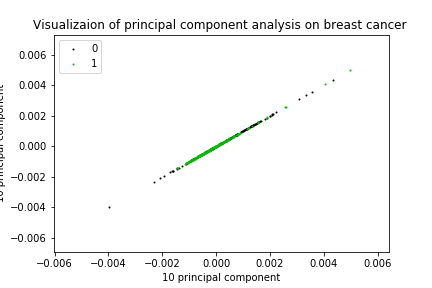 Visualizaion of principal component analysis on breast cancer
0
1
0.006
0.004
0.002
0.000
−0.002
−0.004
−0.006
−0.006 −0.004 −0.002 0.000 0.002 0.004 0.006
10 principal component
10 principal component